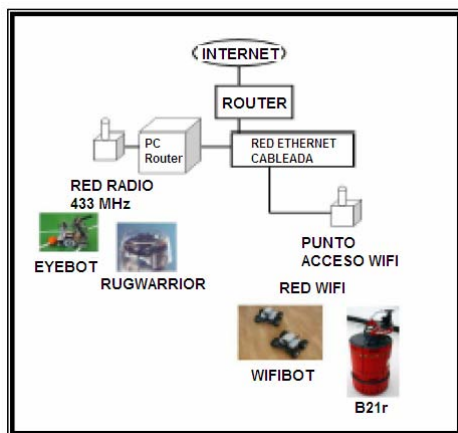 INTERNET
ROUTER
PC
Router
RED ETHERNET
CABLEADA
RED RADIO
433 MHz
PUNTO
ACCESO WIFI
EYEBOT
RUGWARRIOR
RED WIFI
WIFIBOT
B21r